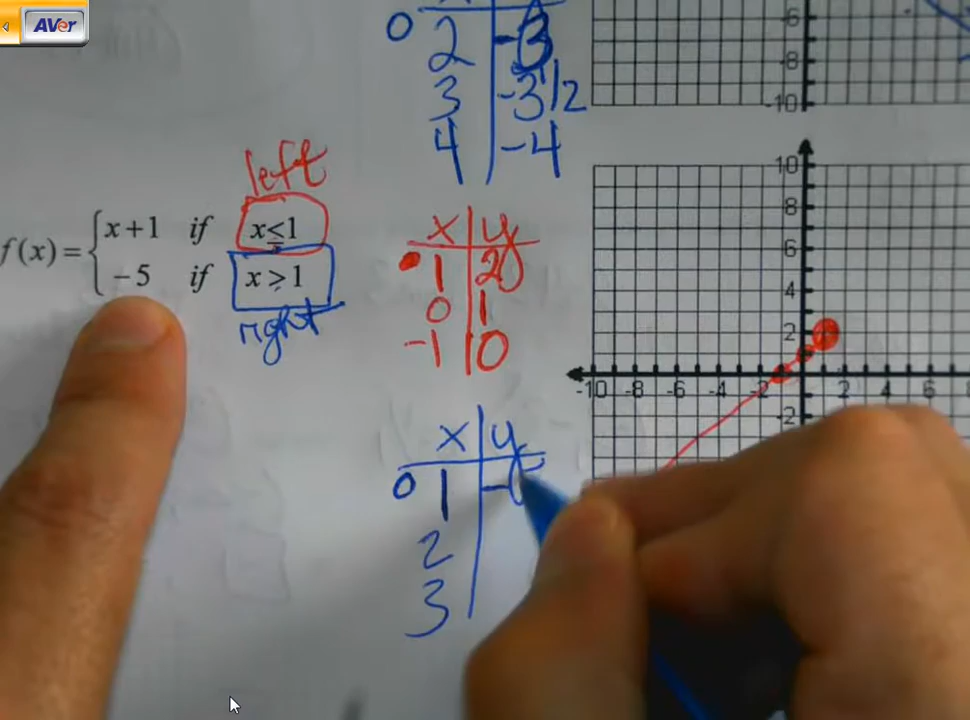 AVer
0 2 -3
3 -3 1/2
4 -4
-6
-8
-10
left
f(x) = { x+1 if x≤1
-5 if x>1
right
x y
1 2
0 1
-1 0
10
8
6
4
2
-10 -8 -6 -4 -2 2 4 6
-2
x y
0 1 -
2
3